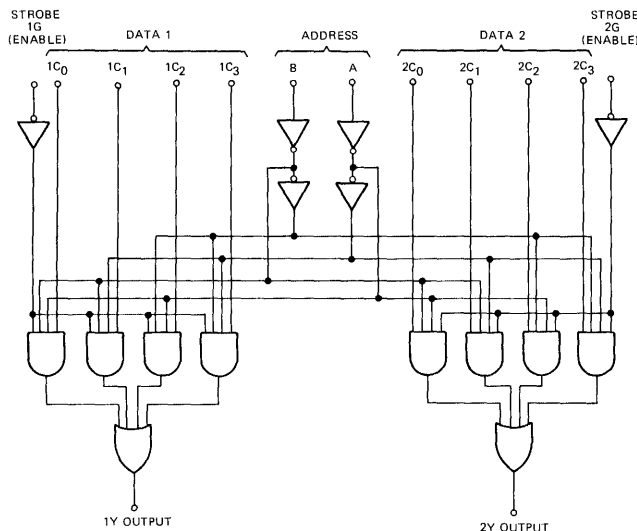 STROBE
1G
(ENABLE)
DATA 1
ADDRESS
DATA 2
STROBE
2G
(ENABLE)
1C0
1C1
1C2
1C3
B
A
2C0
2C1
2C2
2C3
1Y OUTPUT
2Y OUTPUT